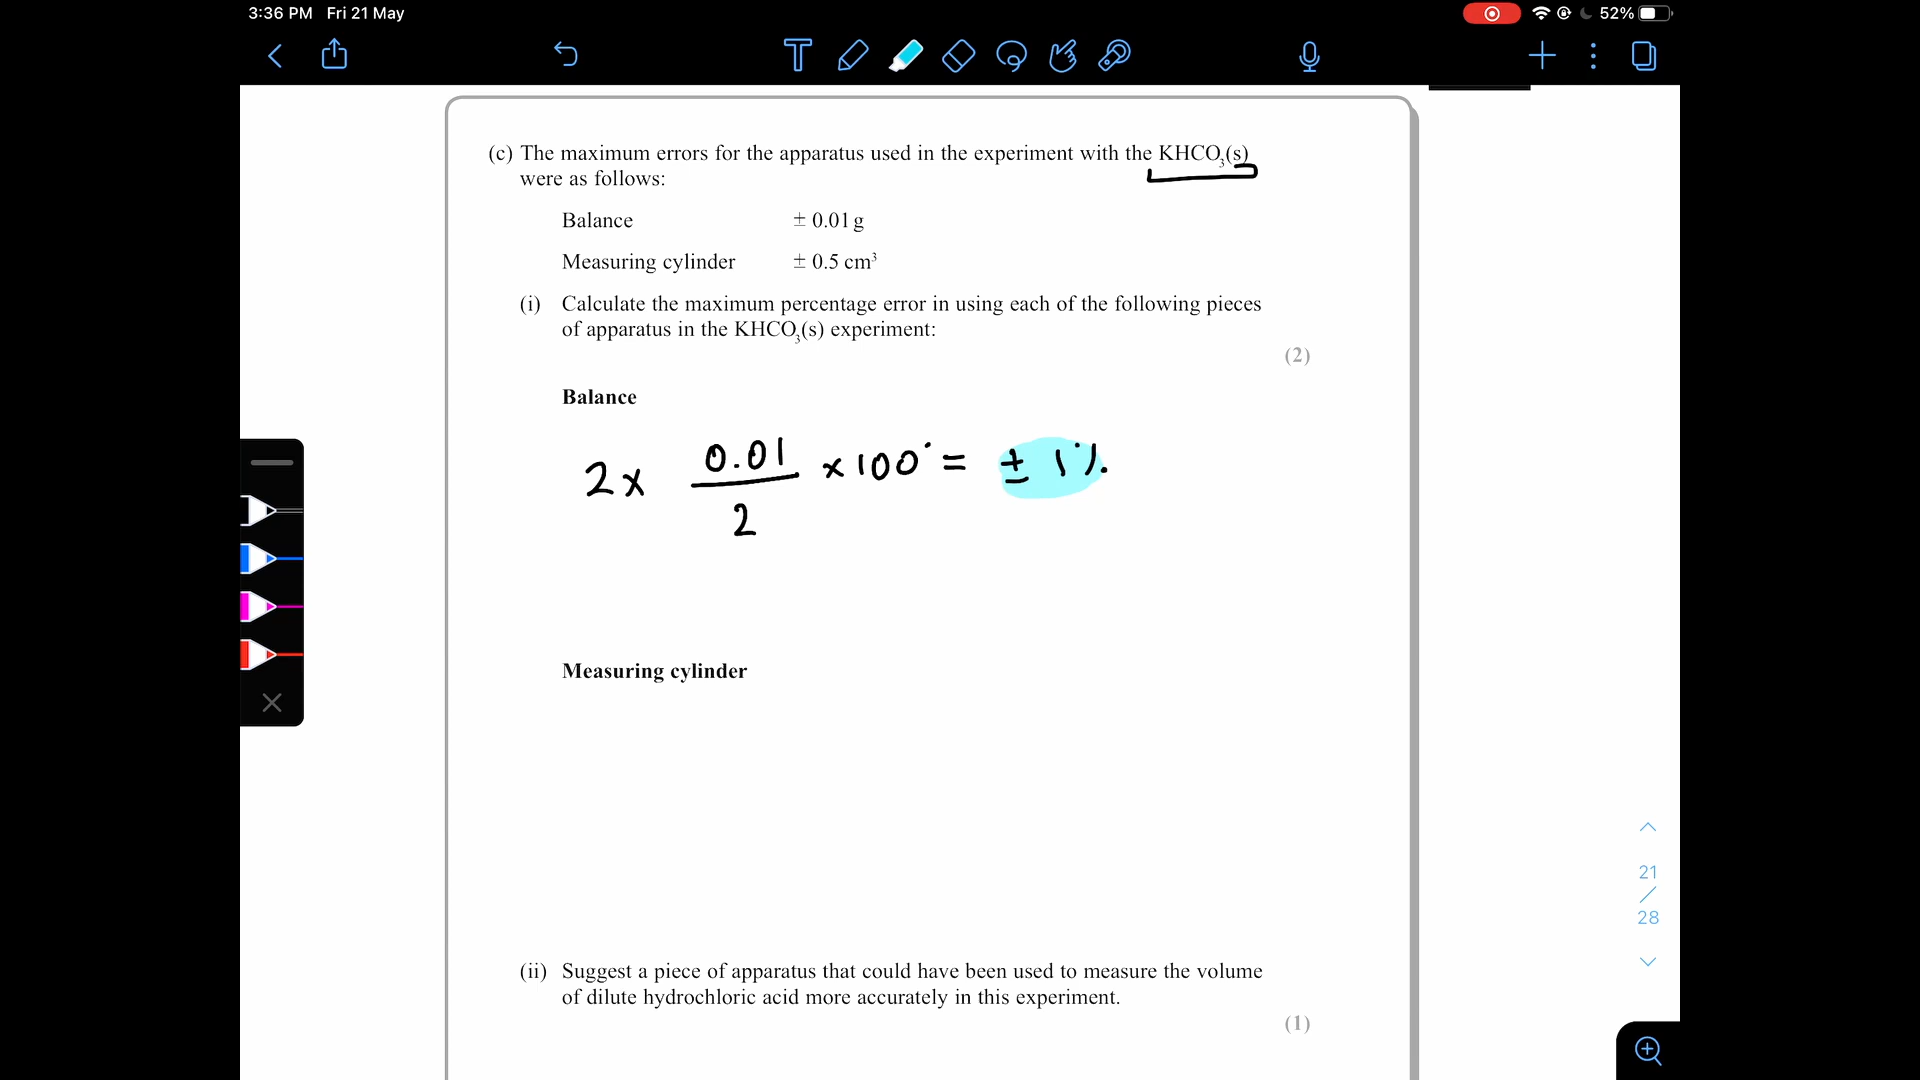 3:36 PM Fri 21 May
52%
T
(c) The maximum errors for the apparatus used in the experiment with the KHCO₃(s)
were as follows:
Balance ± 0.01 g
Measuring cylinder ± 0.5 cm³
(i) Calculate the maximum percentage error in using each of the following pieces
of apparatus in the KHCO₃(s) experiment:
(2)
Balance
2 x 0.01/2 x 100 = ± 1%.
Measuring cylinder
21
/
28
(ii) Suggest a piece of apparatus that could have been used to measure the volume
of dilute hydrochloric acid more accurately in this experiment.
(1)